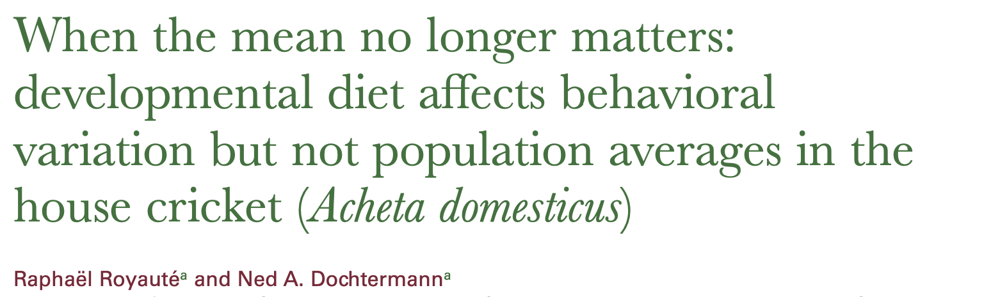 When the mean no longer matters:
developmental diet affects behavioral
variation but not population averages in the
house cricket (Acheta domesticus)
Raphaël Royautéᵃ and Ned A. Dochtermannᵃ